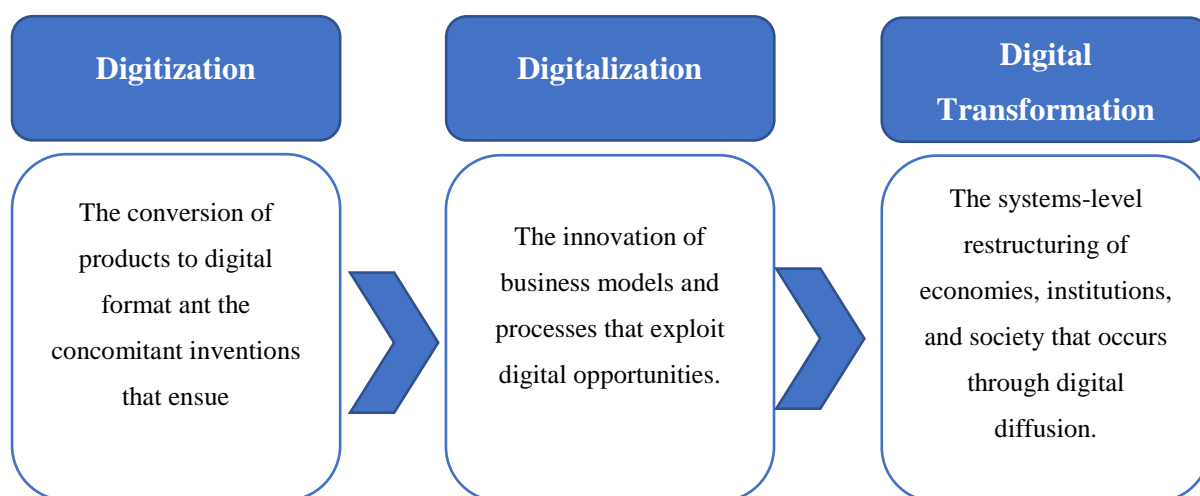 Digitization
The conversion of
products to digital
format ant the
concomitant inventions
that ensue
Digitalization
The innovation of
business models and
processes that exploit
digital opportunities.
Digital
Transformation
The systems-level
restructuring of
economies, institutions,
and society that occurs
through digital
diffusion.